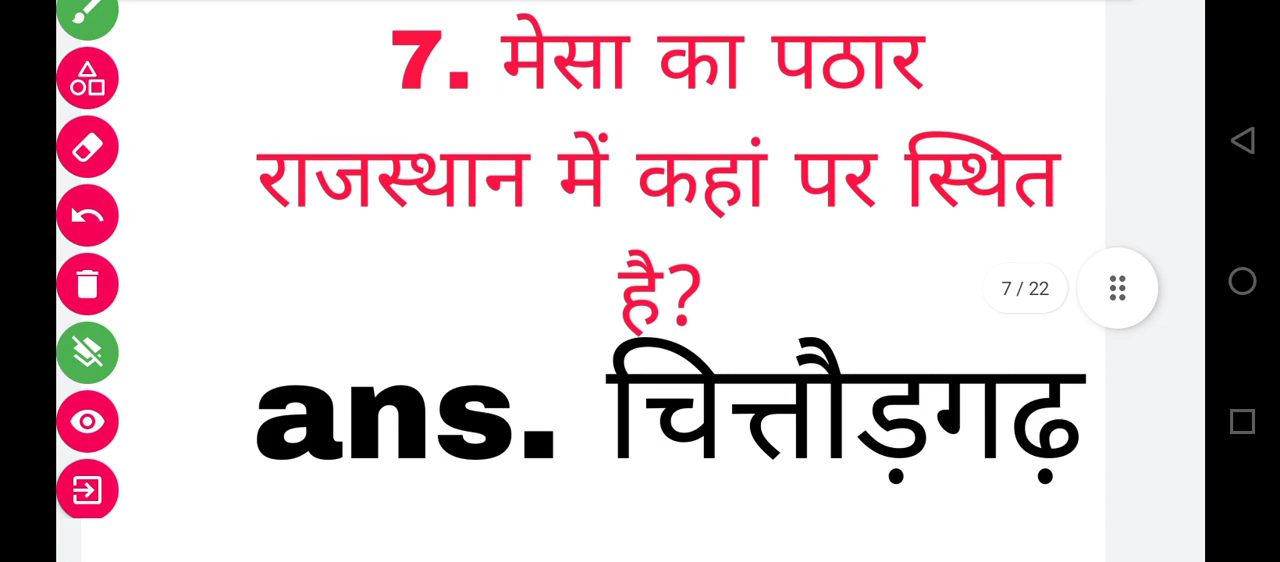 7. मेसा का पठार
राजस्थान में कहां पर स्थित
है?
7 / 22
ans. चित्तौड़गढ़